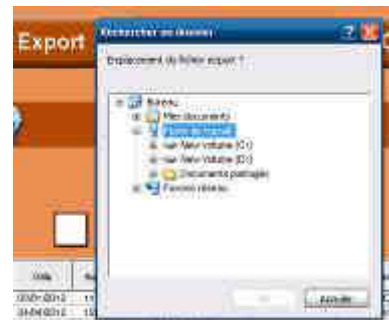 Export
Rechercher un dossier
Emplacement du fichier export ?
Bureau
Mes documents
Poste de travail
New Volume (C:)
New Volume (D:)
Documents partagés
Favoris réseau
Annuler